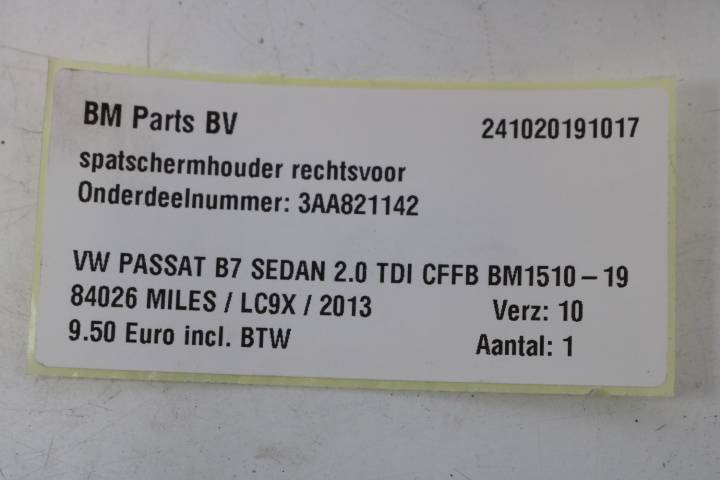 BM Parts BV 241020191017
spatschermhouder rechtsvoor
Onderdeelnummer: 3AA821142
VW PASSAT B7 SEDAN 2.0 TDI CFFB BM1510-19
84026 MILES / LC9X / 2013 Verz: 10
9.50 Euro incl. BTW Aantal: 1